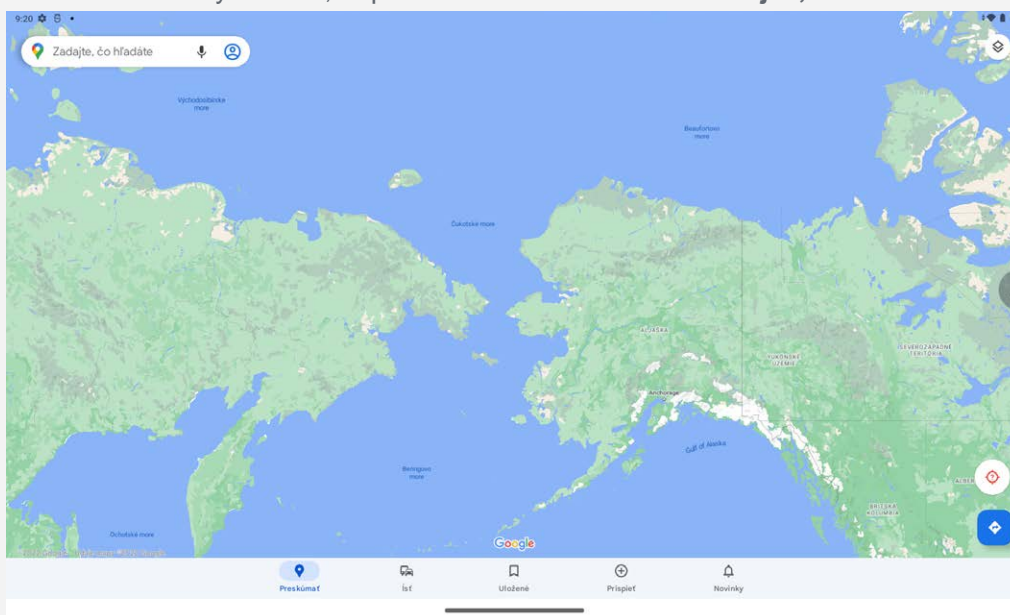 9:20
Zadajte, čo hľadáte
Východosibírske
more
Beaufortovo
more
Čukotské more
ALJAŠKA
YUKONSKÉ
ÚZEMIE
SEVEROZÁPADNÉ
TERITÓRIÁ
Anchorage
Gulf of Alaska
Beringovo
more
BRITSKÁ
KOLUMBIA
Ochotské more
Google
Preskúmať
Ísť
Uložené
Prispieť
Novinky